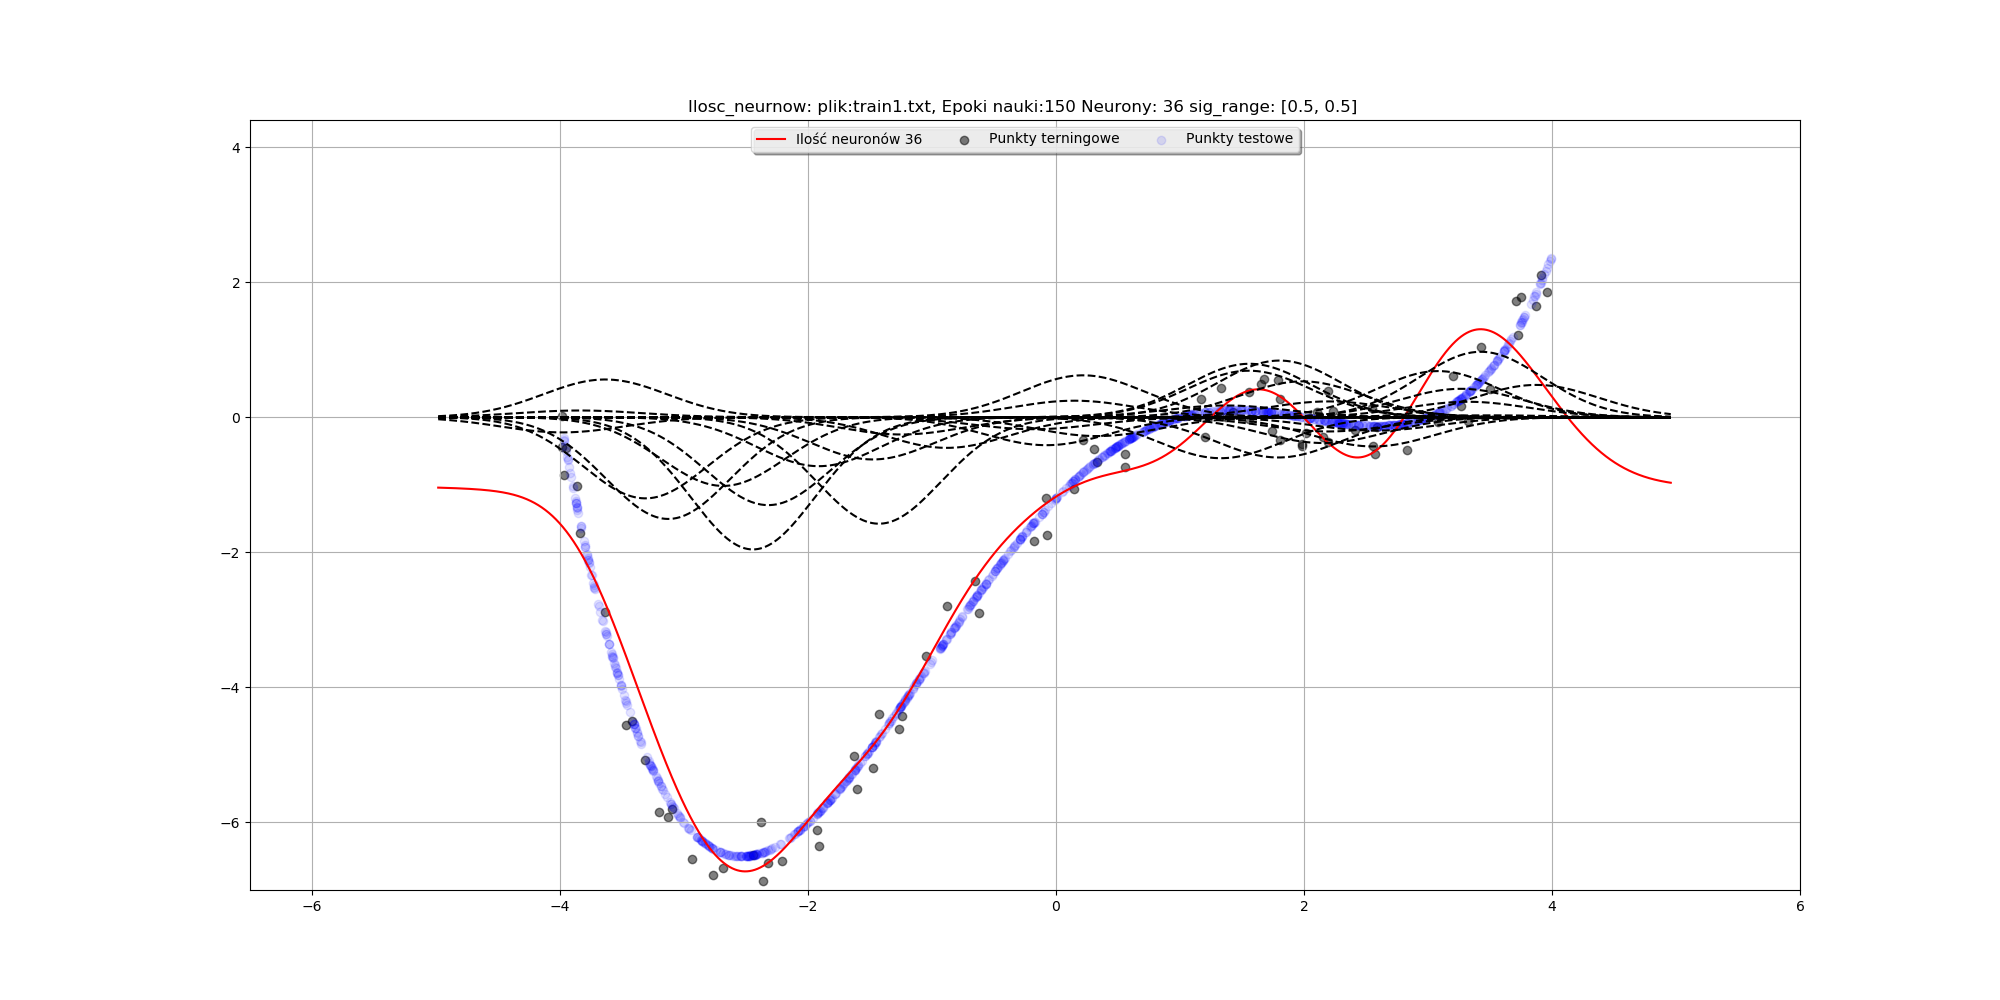 Ilosc_neurnow: plik:train1.txt, Epoki nauki:150 Neurony: 36 sig_range: [0.5, 0.5]
Ilość neuronów 36 Punkty terningowe Punkty testowe
4
2
0
−2
−4
−6
−6 −4 −2 0 2 4 6